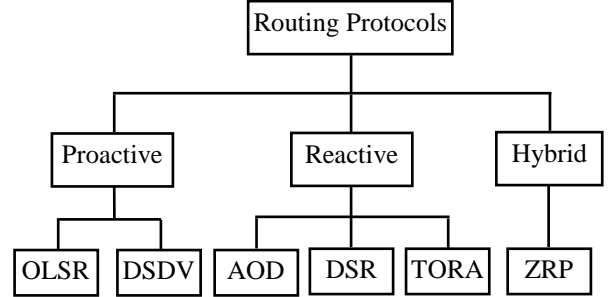 Routing Protocols
Proactive
Reactive
Hybrid
OLSR
DSDV
AOD
DSR
TORA
ZRP